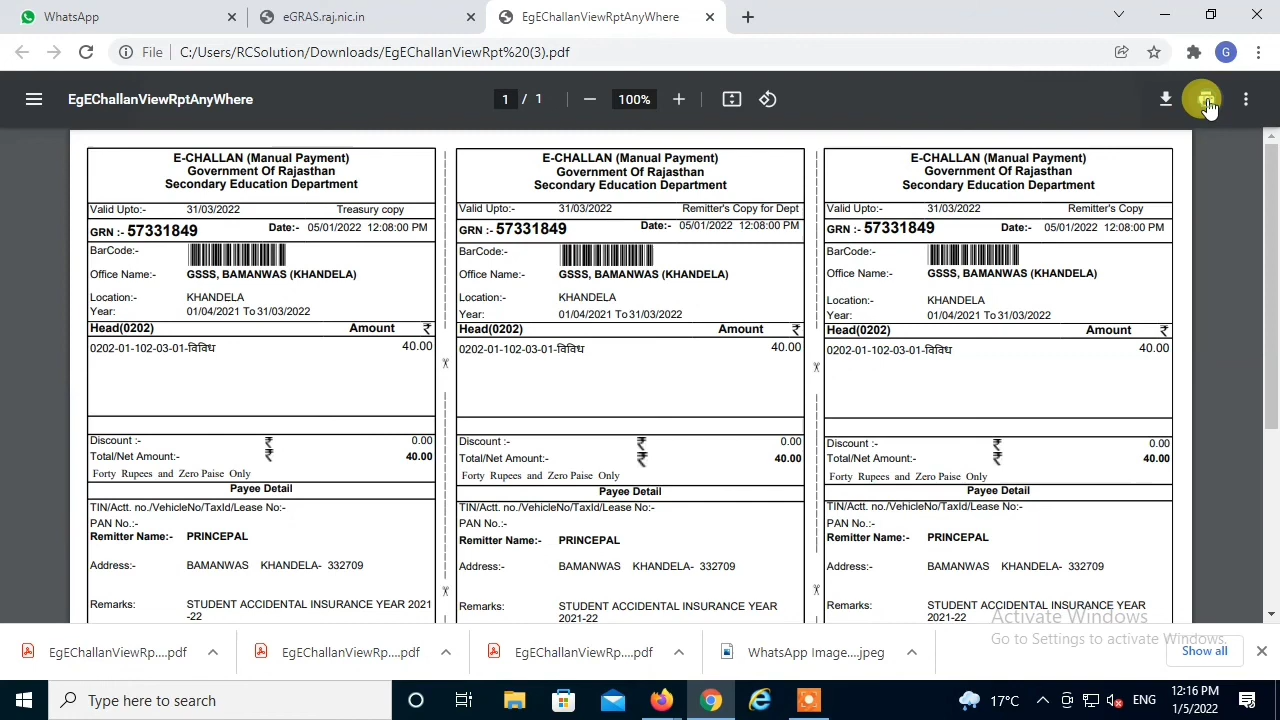 WhatsApp
eGRAS.raj.nic.in
EgEChallanViewRptAnyWhere
File C:/Users/RCSolution/Downloads/EgEChallanViewRpt%20(3).pdf
G
EgEChallanViewRptAnyWhere
1 / 1
100%
E-CHALLAN (Manual Payment)
Government Of Rajasthan
Secondary Education Department
Valid Upto:- 31/03/2022 Treasury copy
GRN :- 57331849 Date:- 05/01/2022 12:08:00 PM
BarCode:-
Office Name:- GSSS, BAMANWAS (KHANDELA)
Location:- KHANDELA
Year: 01/04/2021 To 31/03/2022
Head(0202) Amount ₹
0202-01-102-03-01-विविध 40.00
Discount :- ₹ 0.00
Total/Net Amount:- ₹ 40.00
Forty Rupees and Zero Paise Only
Payee Detail
TIN/Actt. no./VehicleNo/TaxId/Lease No:-
PAN No.:-
Remitter Name:- PRINCEPAL
Address:- BAMANWAS KHANDELA- 332709
Remarks: STUDENT ACCIDENTAL INSURANCE YEAR 2021
-22
E-CHALLAN (Manual Payment)
Government Of Rajasthan
Secondary Education Department
Valid Upto:- 31/03/2022 Remitter's Copy for Dept
GRN :- 57331849 Date:- 05/01/2022 12:08:00 PM
BarCode:-
Office Name:- GSSS, BAMANWAS (KHANDELA)
Location:- KHANDELA
Year: 01/04/2021 To 31/03/2022
Head(0202) Amount ₹
0202-01-102-03-01-विविध 40.00
Discount :- ₹ 0.00
Total/Net Amount:- ₹ 40.00
Forty Rupees and Zero Paise Only
Payee Detail
TIN/Actt. no./VehicleNo/TaxId/Lease No:-
PAN No.:-
Remitter Name:- PRINCEPAL
Address:- BAMANWAS KHANDELA- 332709
Remarks: STUDENT ACCIDENTAL INSURANCE YEAR
2021-22
E-CHALLAN (Manual Payment)
Government Of Rajasthan
Secondary Education Department
Valid Upto:- 31/03/2022 Remitter's Copy
GRN :- 57331849 Date:- 05/01/2022 12:08:00 PM
BarCode:-
Office Name:- GSSS, BAMANWAS (KHANDELA)
Location:- KHANDELA
Year: 01/04/2021 To 31/03/2022
Head(0202) Amount ₹
0202-01-102-03-01-विविध 40.00
Discount :- ₹ 0.00
Total/Net Amount:- ₹ 40.00
Forty Rupees and Zero Paise Only
Payee Detail
TIN/Actt. no./VehicleNo/TaxId/Lease No:-
PAN No.:-
Remitter Name:- PRINCEPAL
Address:- BAMANWAS KHANDELA- 332709
Remarks: STUDENT ACCIDENTAL INSURANCE YEAR
2021-22
Activate Windows
Go to Settings to activate Windows.
EgEChallanViewRp....pdf
EgEChallanViewRp....pdf
EgEChallanViewRp....pdf
WhatsApp Image....jpeg
Show all
Type here to search
17°C
ENG
12:16 PM
1/5/2022